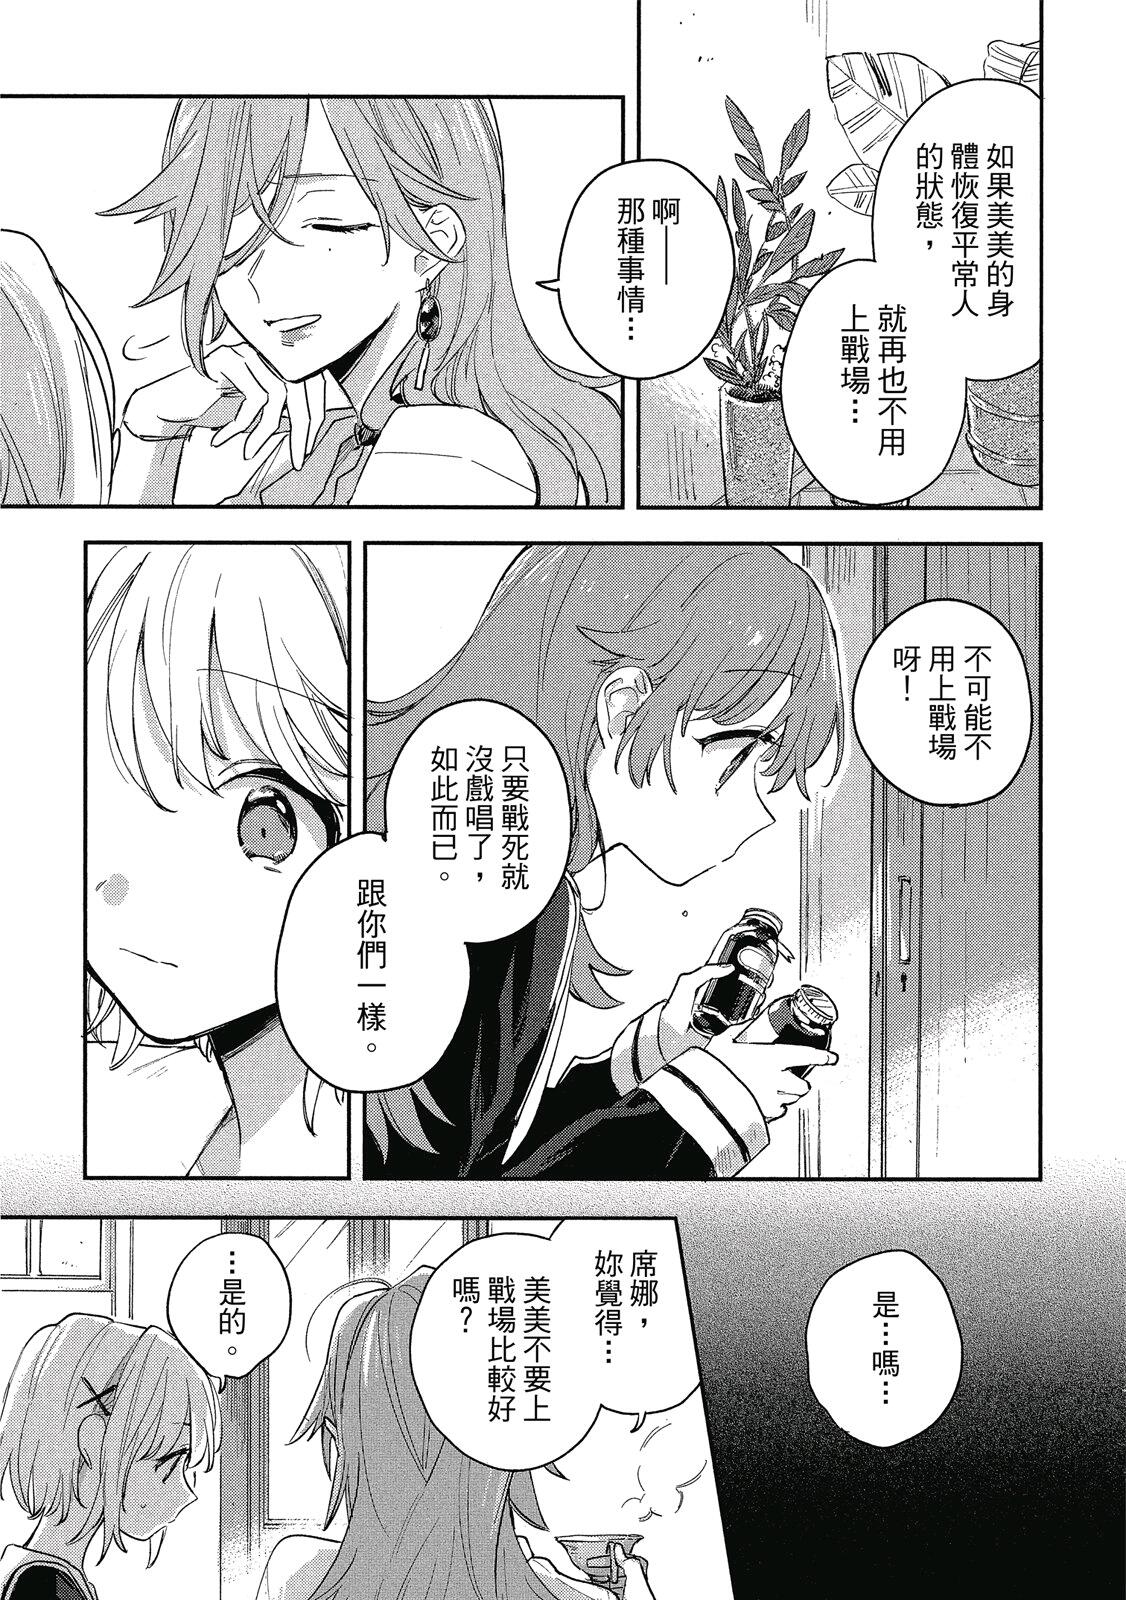 如果美美的身
體恢復平常人
的狀態，
就再也不用
上戰場…
啊——
那種事情…
不可能不
用上戰場
呀！
只要戰死就
沒戲唱了，
如此而已。
跟你們一樣。
是…嗎…
席娜，
妳覺得…
美美不要上
戰場比較好
嗎？
…是的。